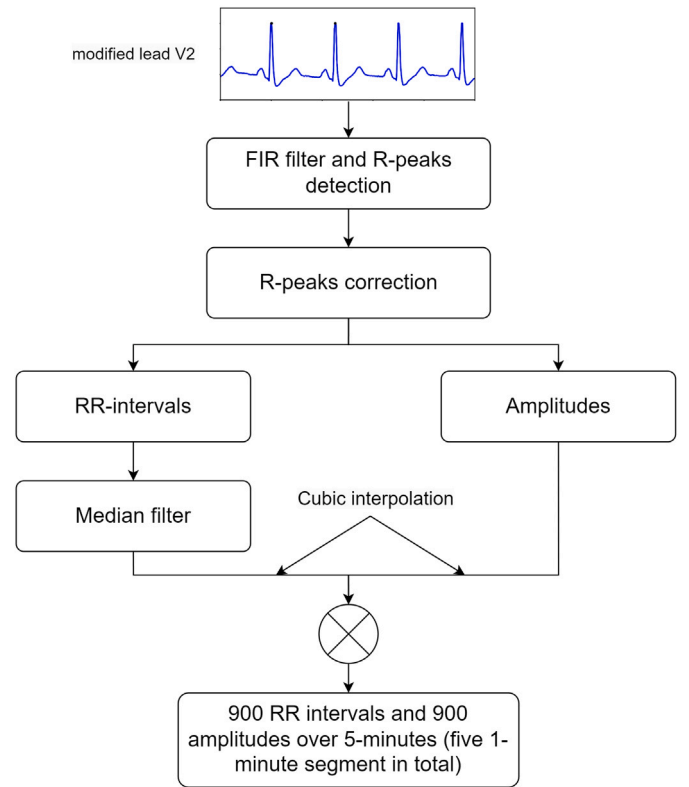 modified lead V2
FIR filter and R-peaks
detection
R-peaks correction
RR-intervals
Amplitudes
Median filter
Cubic interpolation
900 RR intervals and 900
amplitudes over 5-minutes (five 1-
minute segment in total)